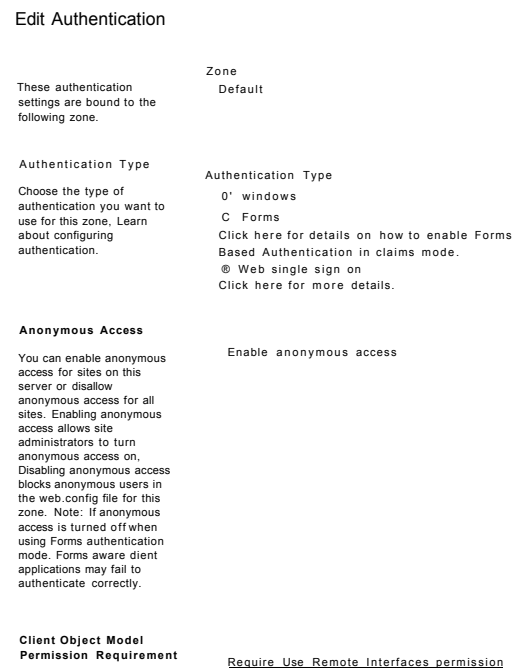 Edit Authentication
Zone
These authentication
settings are bound to the
following zone.
Default
Authentication Type
Choose the type of
authentication you want to
use for this zone, Learn
about configuring
authentication.
Authentication Type
0' windows
C Forms
Click here for details on how to enable Forms
Based Authentication in claims mode.
® Web single sign on
Click here for more details.
Anonymous Access
You can enable anonymous
access for sites on this
server or disallow
anonymous access for all
sites. Enabling anonymous
access allows site
administrators to turn
anonymous access on,
Disabling anonymous access
blocks anonymous users in
the web.config file for this
zone. Note: If anonymous
access is turned off when
using Forms authentication
mode. Forms aware dient
applications may fail to
authenticate correctly.
Enable anonymous access
Client Object Model
Permission Requirement
Require Use Remote Interfaces permission